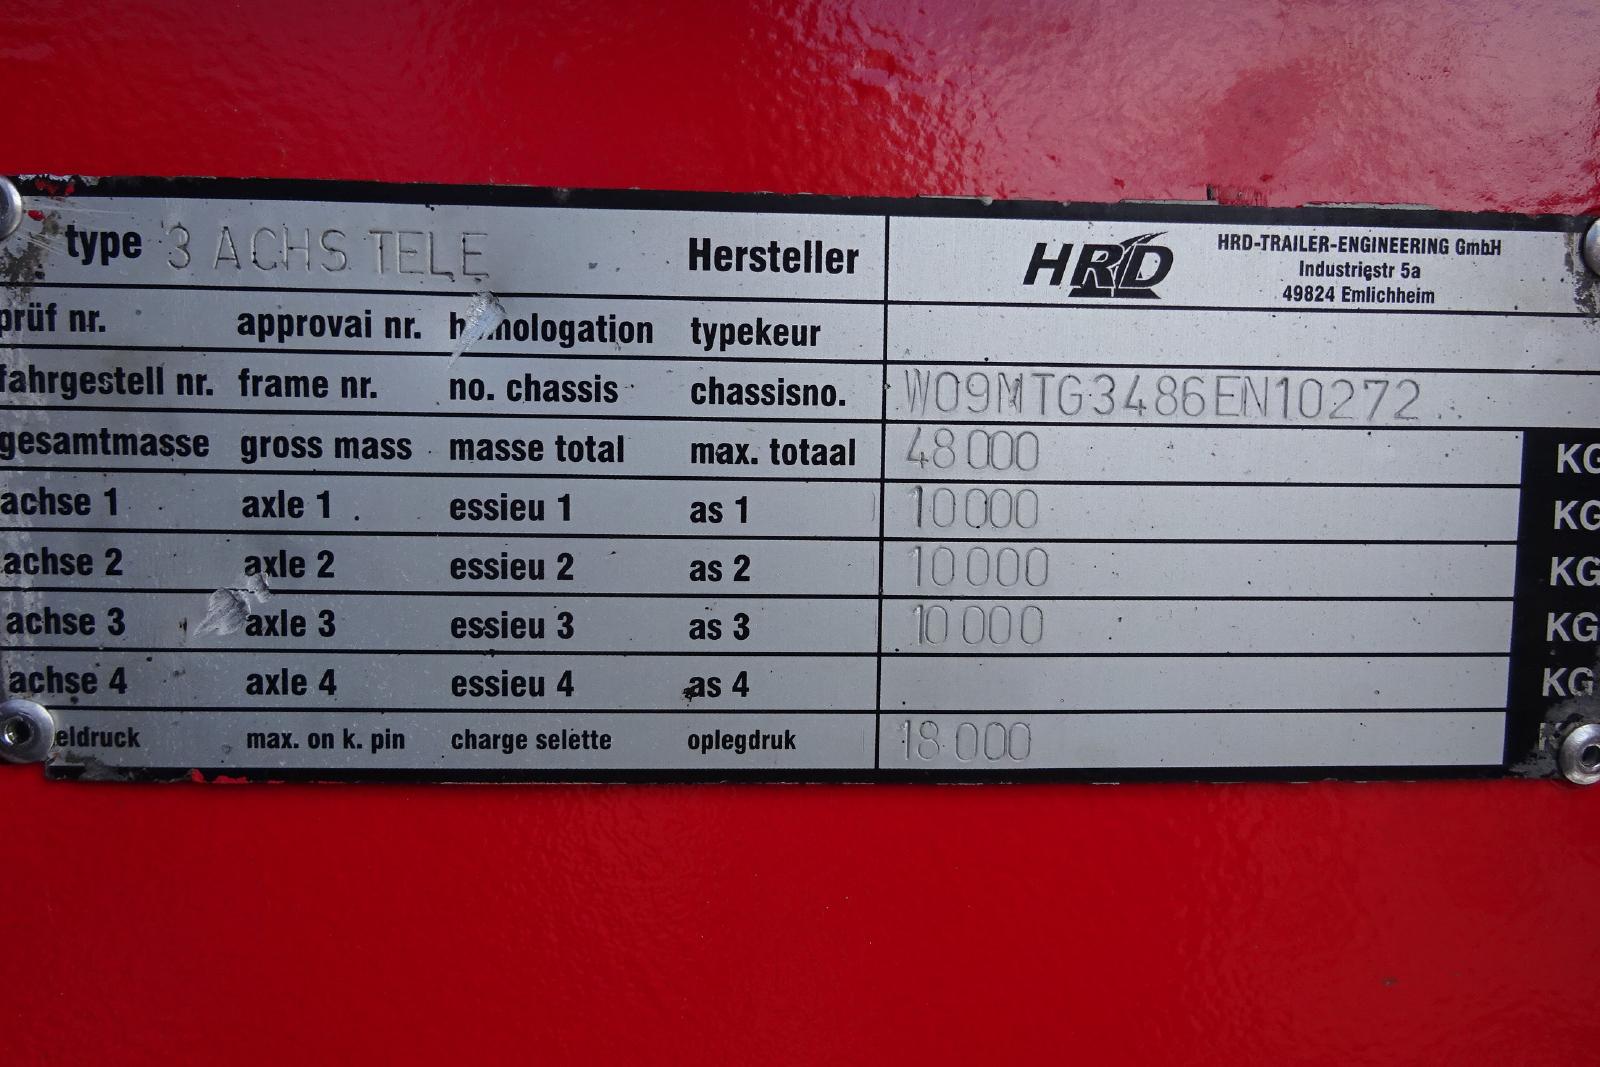 type 3 ACHS TELE Hersteller HRD HRD-TRAILER-ENGINEERING GmbH
Industriestr 5a
49824 Emlichheim
prüf nr. approvai nr. homologation typekeur
fahrgestell nr. frame nr. no. chassis chassisno. W09MTG3486EN10272
gesamtmasse gross mass masse total max. totaal 48 000 KG
achse 1 axle 1 essieu 1 as 1 10 000 KG
achse 2 axle 2 essieu 2 as 2 10 000 KG
achse 3 axle 3 essieu 3 as 3 10 000 KG
achse 4 axle 4 essieu 4 as 4 KG
max. on k. pin charge selette oplegdruk 18 000